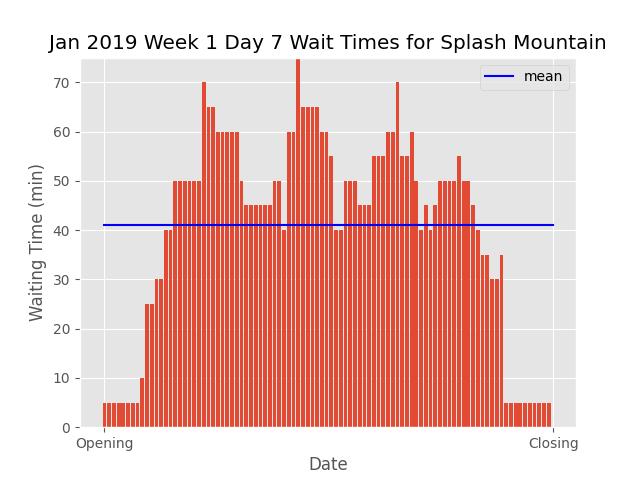 Jan 2019 Week 1 Day 7 Wait Times for Splash Mountain
mean
70
60
50
40
30
20
10
0
Waiting Time (min)
Opening
Closing
Date